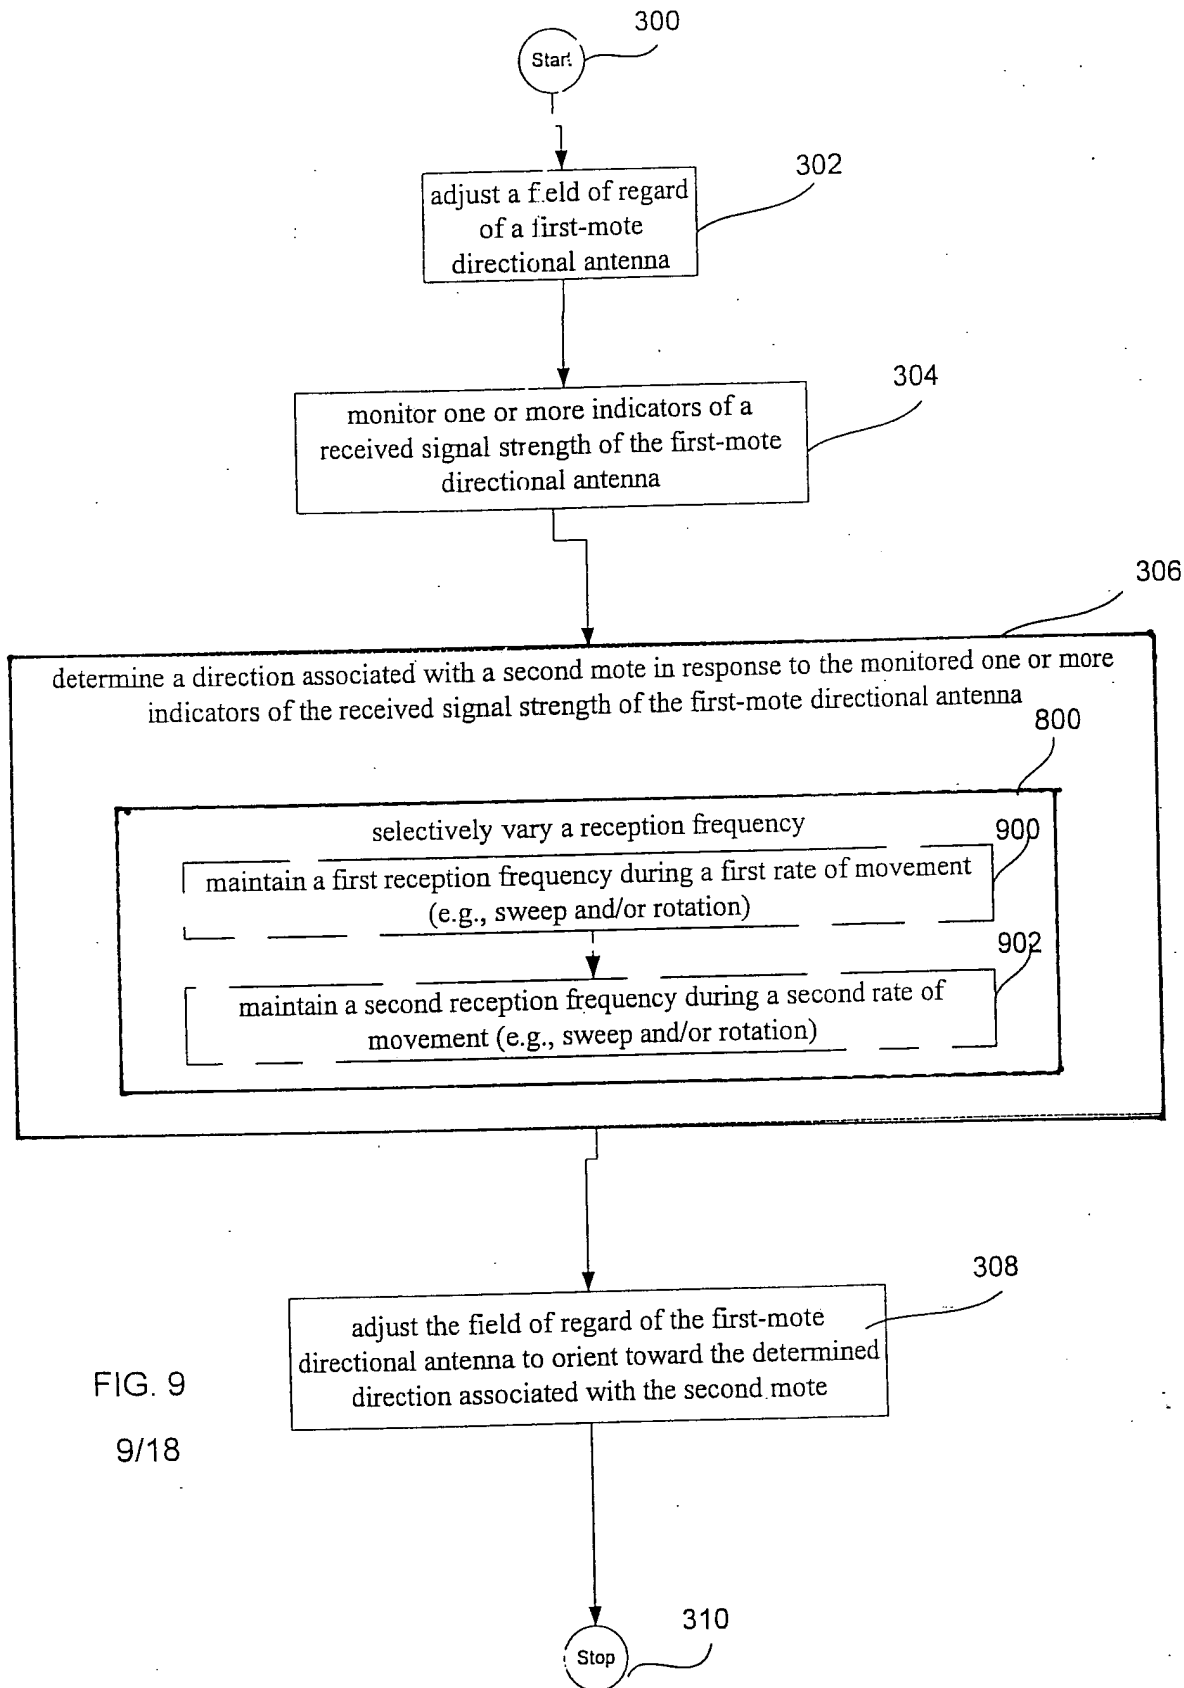 300
Start
302
adjust a field of regard
of a first-mote
directional antenna
304
monitor one or more indicators of a
received signal strength of the first-mote
directional antenna
306
determine a direction associated with a second mote in response to the monitored one or more
indicators of the received signal strength of the first-mote directional antenna
800
selectively vary a reception frequency
900
maintain a first reception frequency during a first rate of movement
(e.g., sweep and/or rotation)
902
maintain a second reception frequency during a second rate of
movement (e.g., sweep and/or rotation)
308
adjust the field of regard of the first-mote
directional antenna to orient toward the determined
direction associated with the second mote
FIG. 9
9/18
310
Stop